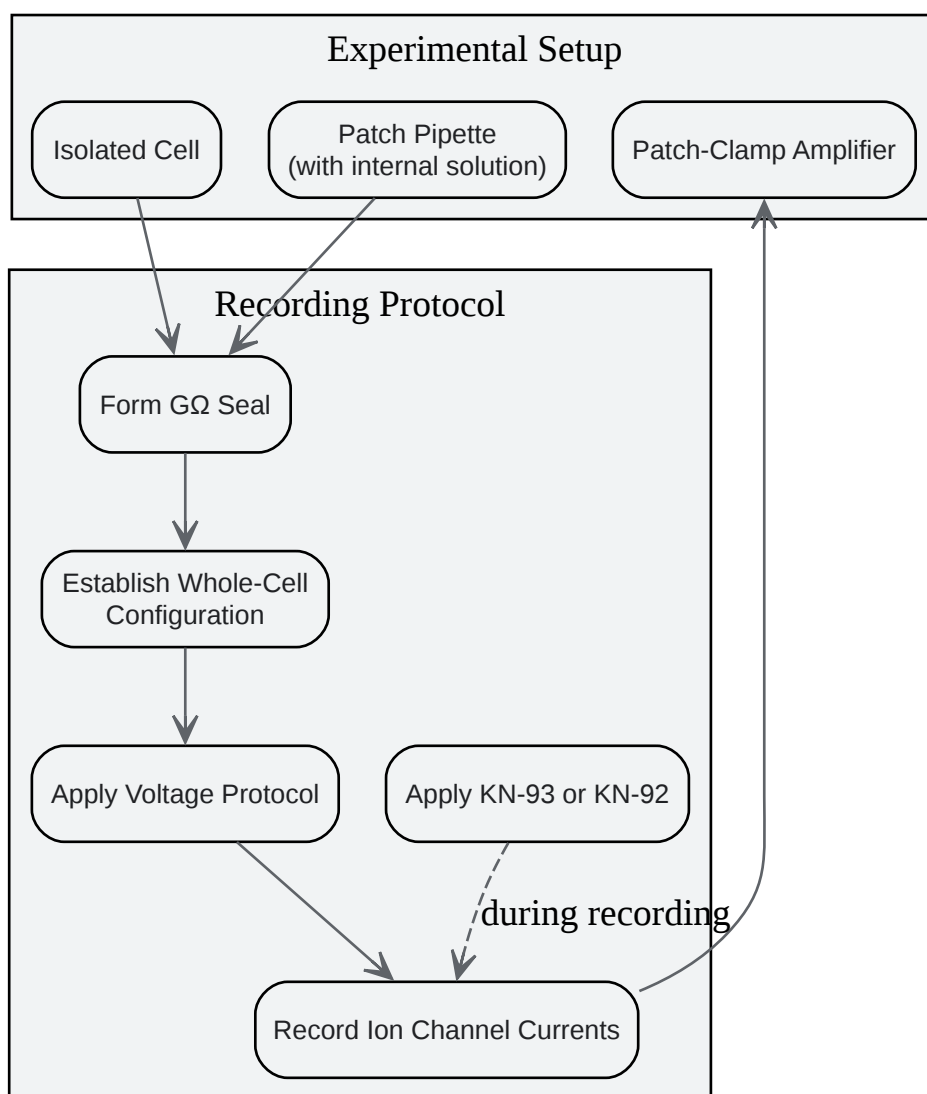 Experimental Setup
Isolated Cell
Patch Pipette
(with internal solution)
Patch-Clamp Amplifier
Recording Protocol
Form GΩ Seal
Establish Whole-Cell
Configuration
Apply Voltage Protocol
Apply KN-93 or KN-92
during recording
Record Ion Channel Currents